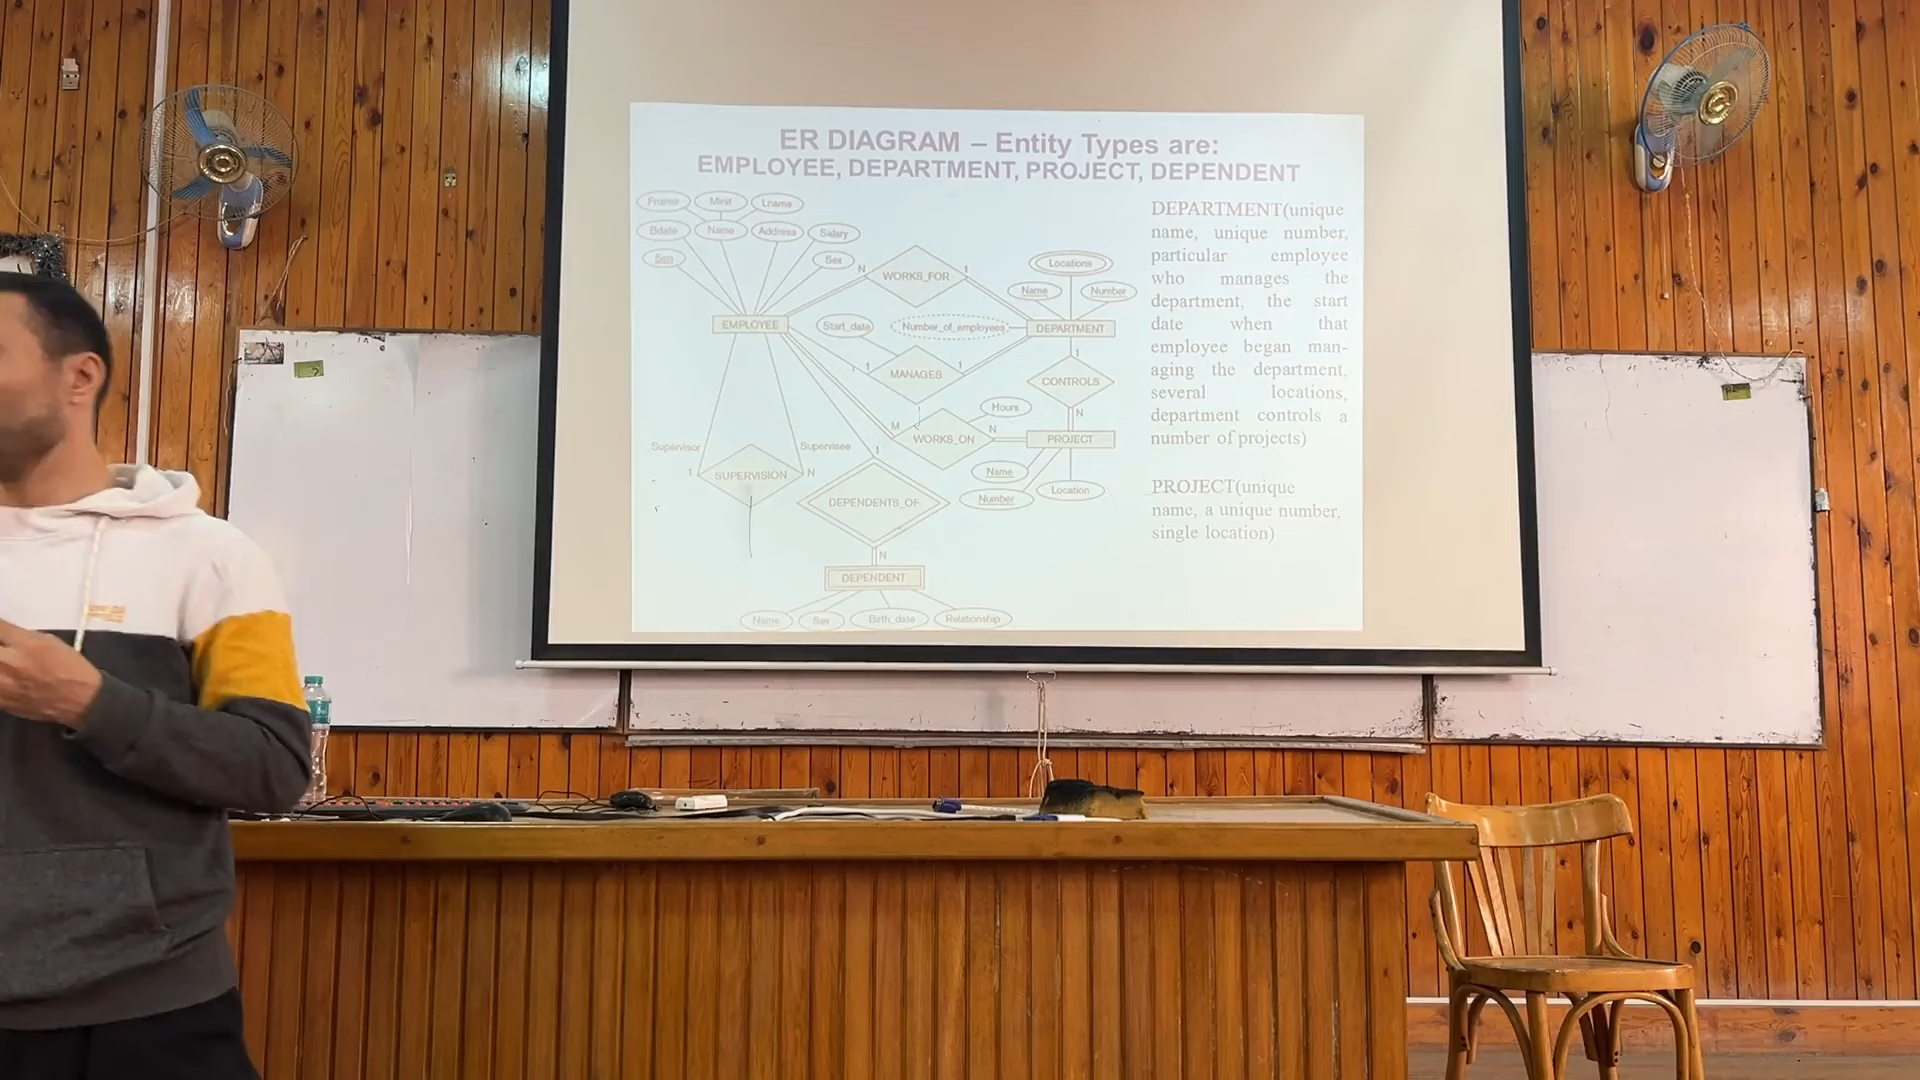 ER DIAGRAM – Entity Types are:
EMPLOYEE, DEPARTMENT, PROJECT, DEPENDENT
Fname
Minit
Lname
Bdate
Name
Address
Salary
Ssn
Sex
N
WORKS_FOR
1
Locations
Name
Number
EMPLOYEE
Start_date
Number_of_employees
DEPARTMENT
1
MANAGES
1
1
CONTROLS
N
Hours
M
WORKS_ON
N
PROJECT
Name
Number
Location
Supervisor
Supervisee
1
SUPERVISION
N
1
DEPENDENTS_OF
N
DEPENDENT
Name
Sex
Birth_date
Relationship
DEPARTMENT(unique
name, unique number,
particular employee
who manages the
department, the start
date when that
employee began man-
aging the department,
several locations,
department controls a
number of projects)
PROJECT(unique
name, a unique number,
single location)